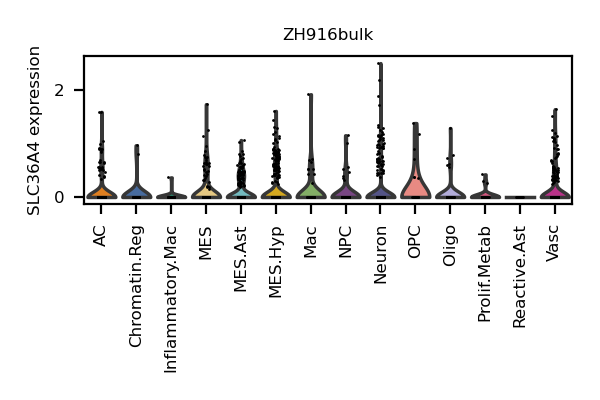 ZH916bulk
SLC36A4 expression
2
0
AC
Chromatin.Reg
Inflammatory.Mac
MES
MES.Ast
MES.Hyp
Mac
NPC
Neuron
OPC
Oligo
Prolif.Metab
Reactive.Ast
Vasc